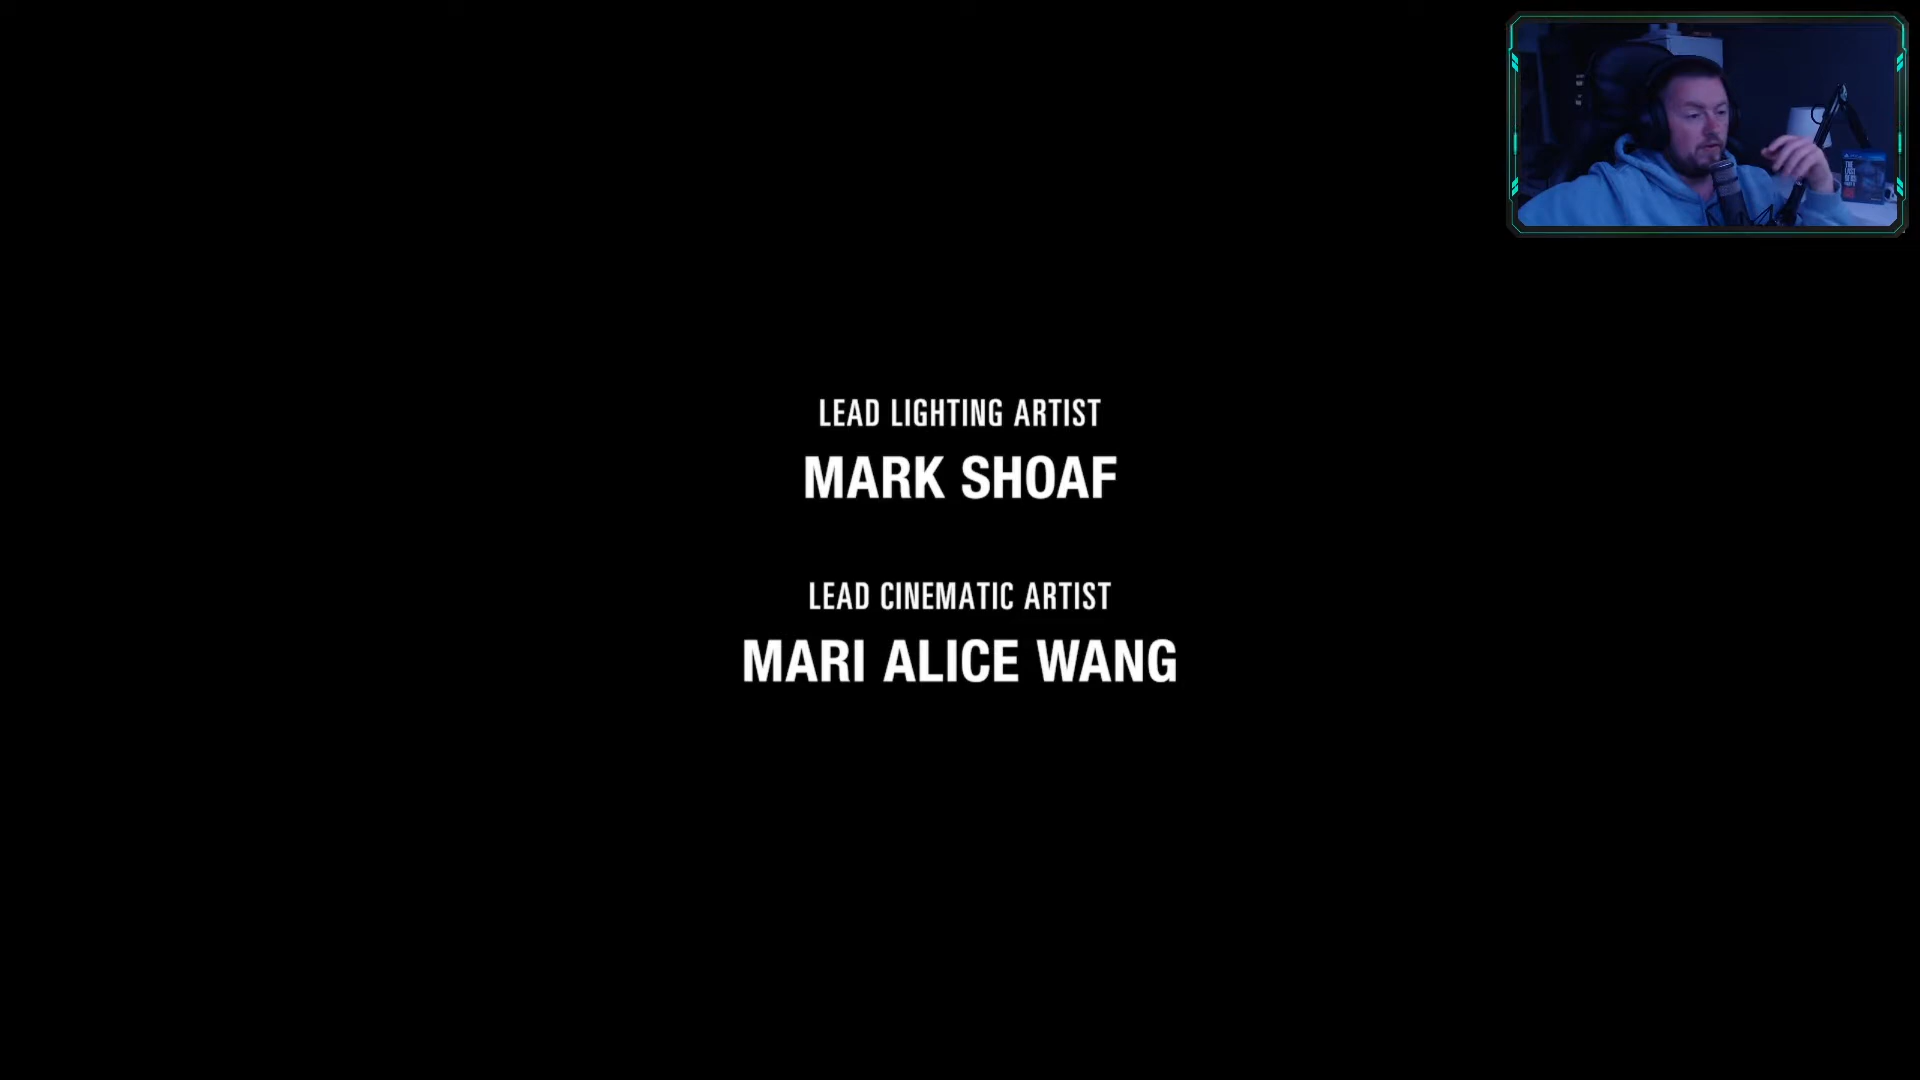 LEAD LIGHTING ARTIST
MARK SHOAF
LEAD CINEMATIC ARTIST
MARI ALICE WANG